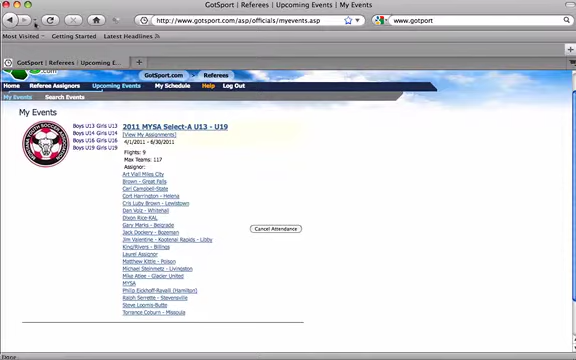 GotSport | Referees | Upcoming Events | My Events
http://www.gotsport.com/asp/officials/myevents.asp
www.gotport
Most Visited
Getting Started
Latest Headlines
GotSport | Referees | Upcoming E...
GotSport.com
Referees
Home
Referee Assignors
Upcoming Events
My Schedule
Help
Log Out
My Events
Search Events
My Events
Boys U13 Girls U13
Boys U14 Girls U14
Boys U16 Girls U16
Boys U19 Girls U19
2011 MYSA Select-A U13 - U19
[View My Assignments]
4/1/2011 - 6/30/2011
Flights: 9
Max Teams: 117
Assignor:
Art Viall Miles City
Brown - Great Falls
Carl Campbell-State
Cort Harrington - Helena
Cris Luby Brown - Lewistown
Dan Volz - Whitehall
Dixon Rice-KAL
Gary Marks - Belgrade
Jack Dockery - Bozeman
Jim Valentine - Kootenai Rapids - Libby
King/Rivers - Billings
Laurel Assignor
Matthew Kittle - Polson
Michael Steinmetz - Livingston
Mike Atlee - Glacier United
MYSA
Philip Eickhoff-Ravalli (Hamilton)
Ralph Serrette - Stevensville
Steve Loomis-Butte
Torrance Coburn - Missoula
Cancel Attendance
Done